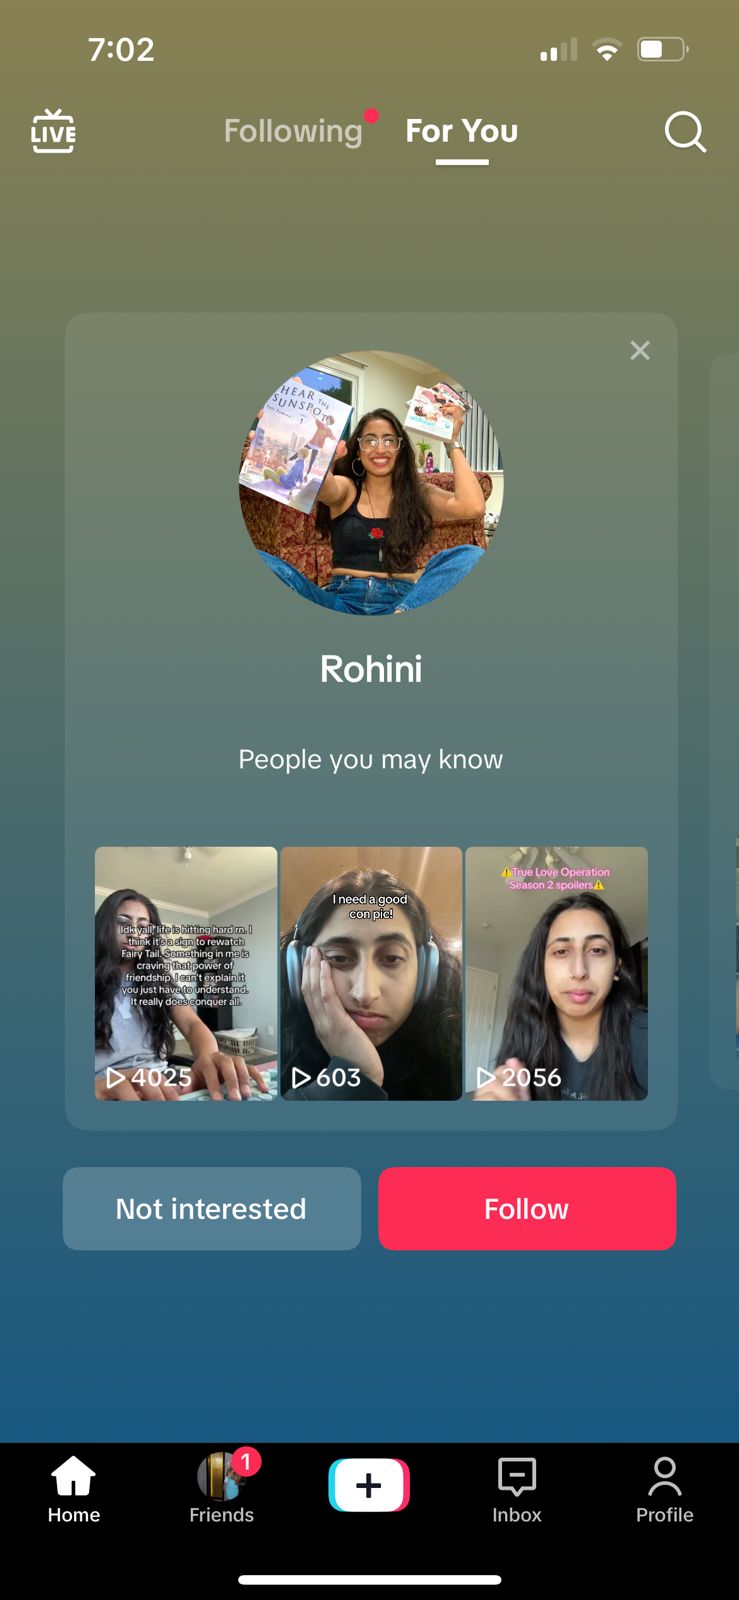 7:02
LIVE
Following
For You
HEAR THE
SUNSPOT
1
Rohini
People you may know
Idk yall, life is hitting hard rn. I
think it's a sign to rewatch
Fairy Tail. Something in me is
craving that power of
friendship. I can't explain it
you just have to understand.
It really does conquer all.
4025
I need a good
con pic!
603
⚠️True Love Operation
Season 2 spoilers⚠️
2056
Not interested
Follow
Home
1
Friends
Inbox
Profile